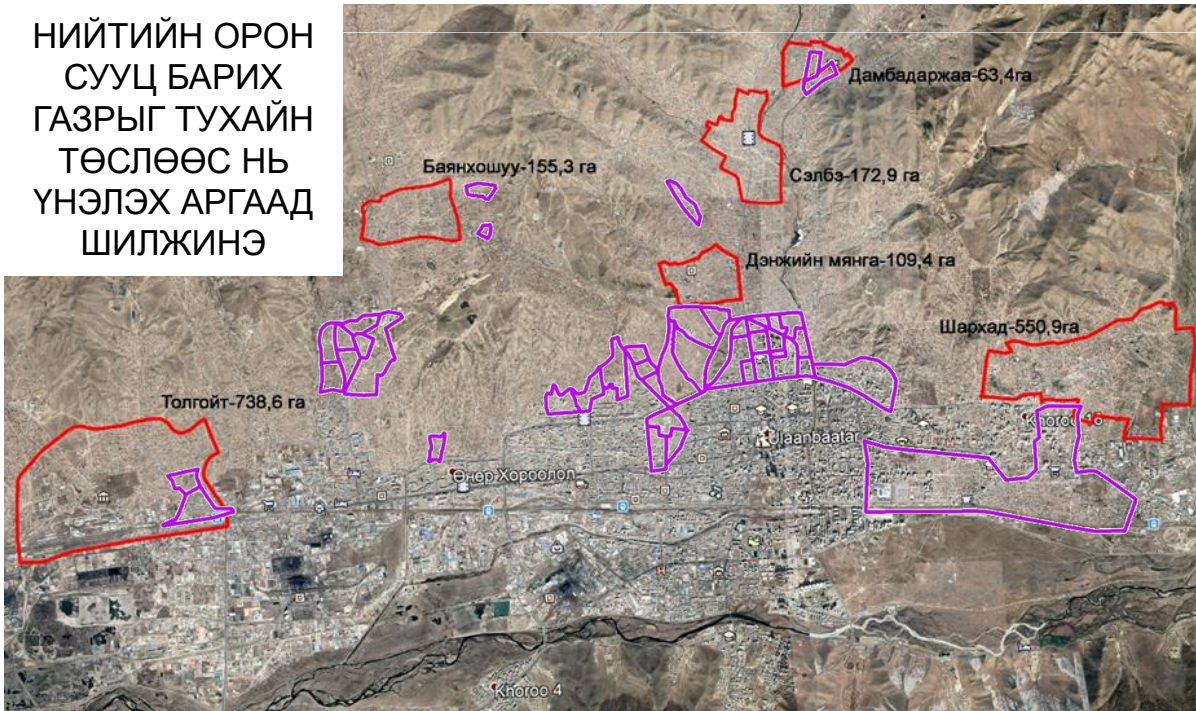 НИЙТИЙН ОРОН
СУУЦ БАРИХ
ГАЗРЫГ ТУХАЙН
ТӨСЛӨӨС НЬ
ҮНЭЛЭХ АРГААД
ШИЛЖИНЭ
Дамбадаржаа-63,4га
Баянхошуу-155,3 га
Сэлбэ-172,9 га
Дэнжийн мянга-109,4 га
Шархад-550,9га
Толгойт-738,6 га
Ulaanbaatar
Өнөр Хороолол
Khoroo 4